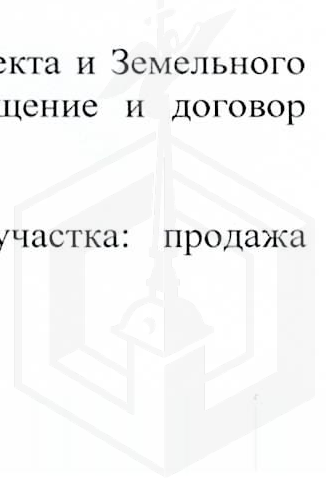 екта и Земельного
щение и договор
участка: продажа